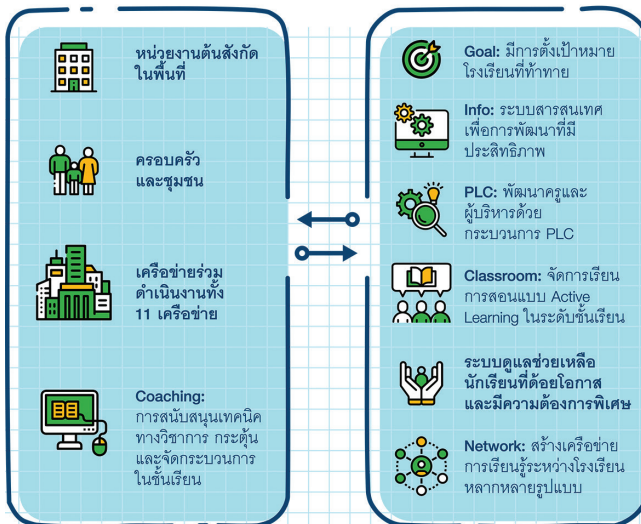 หน่วยงานต้นสังกัด
ในพื้นที่
ครอบครัว
และชุมชน
เครือข่ายร่วม
ดำเนินงานทั้ง
11 เครือข่าย
Coaching:
การสนับสนุนเทคนิค
ทางวิชาการ กระตุ้น
และจัดกระบวนการ
ในชั้นเรียน
Goal: มีการตั้งเป้าหมาย
โรงเรียนที่ท้าทาย
Info: ระบบสารสนเทศ
เพื่อการพัฒนาที่มี
ประสิทธิภาพ
PLC: พัฒนาครูและ
ผู้บริหารด้วย
กระบวนการ PLC
Classroom: จัดการเรียน
การสอนแบบ Active
Learning ในระดับชั้นเรียน
ระบบดูแลช่วยเหลือ
นักเรียนที่ด้อยโอกาส
และมีความต้องการพิเศษ
Network: สร้างเครือข่าย
การเรียนรู้ระหว่างโรงเรียน
หลากหลายรูปแบบ